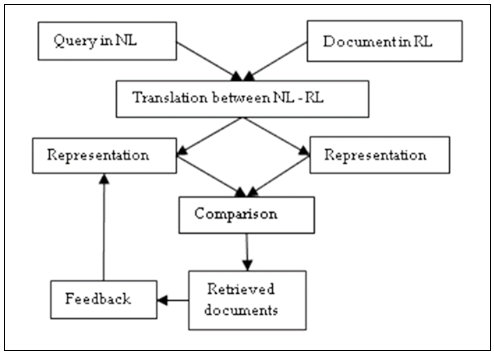 Query in NL
Document in RL
Translation between NL - RL
Representation
Representation
Comparison
Retrieved
documents
Feedback